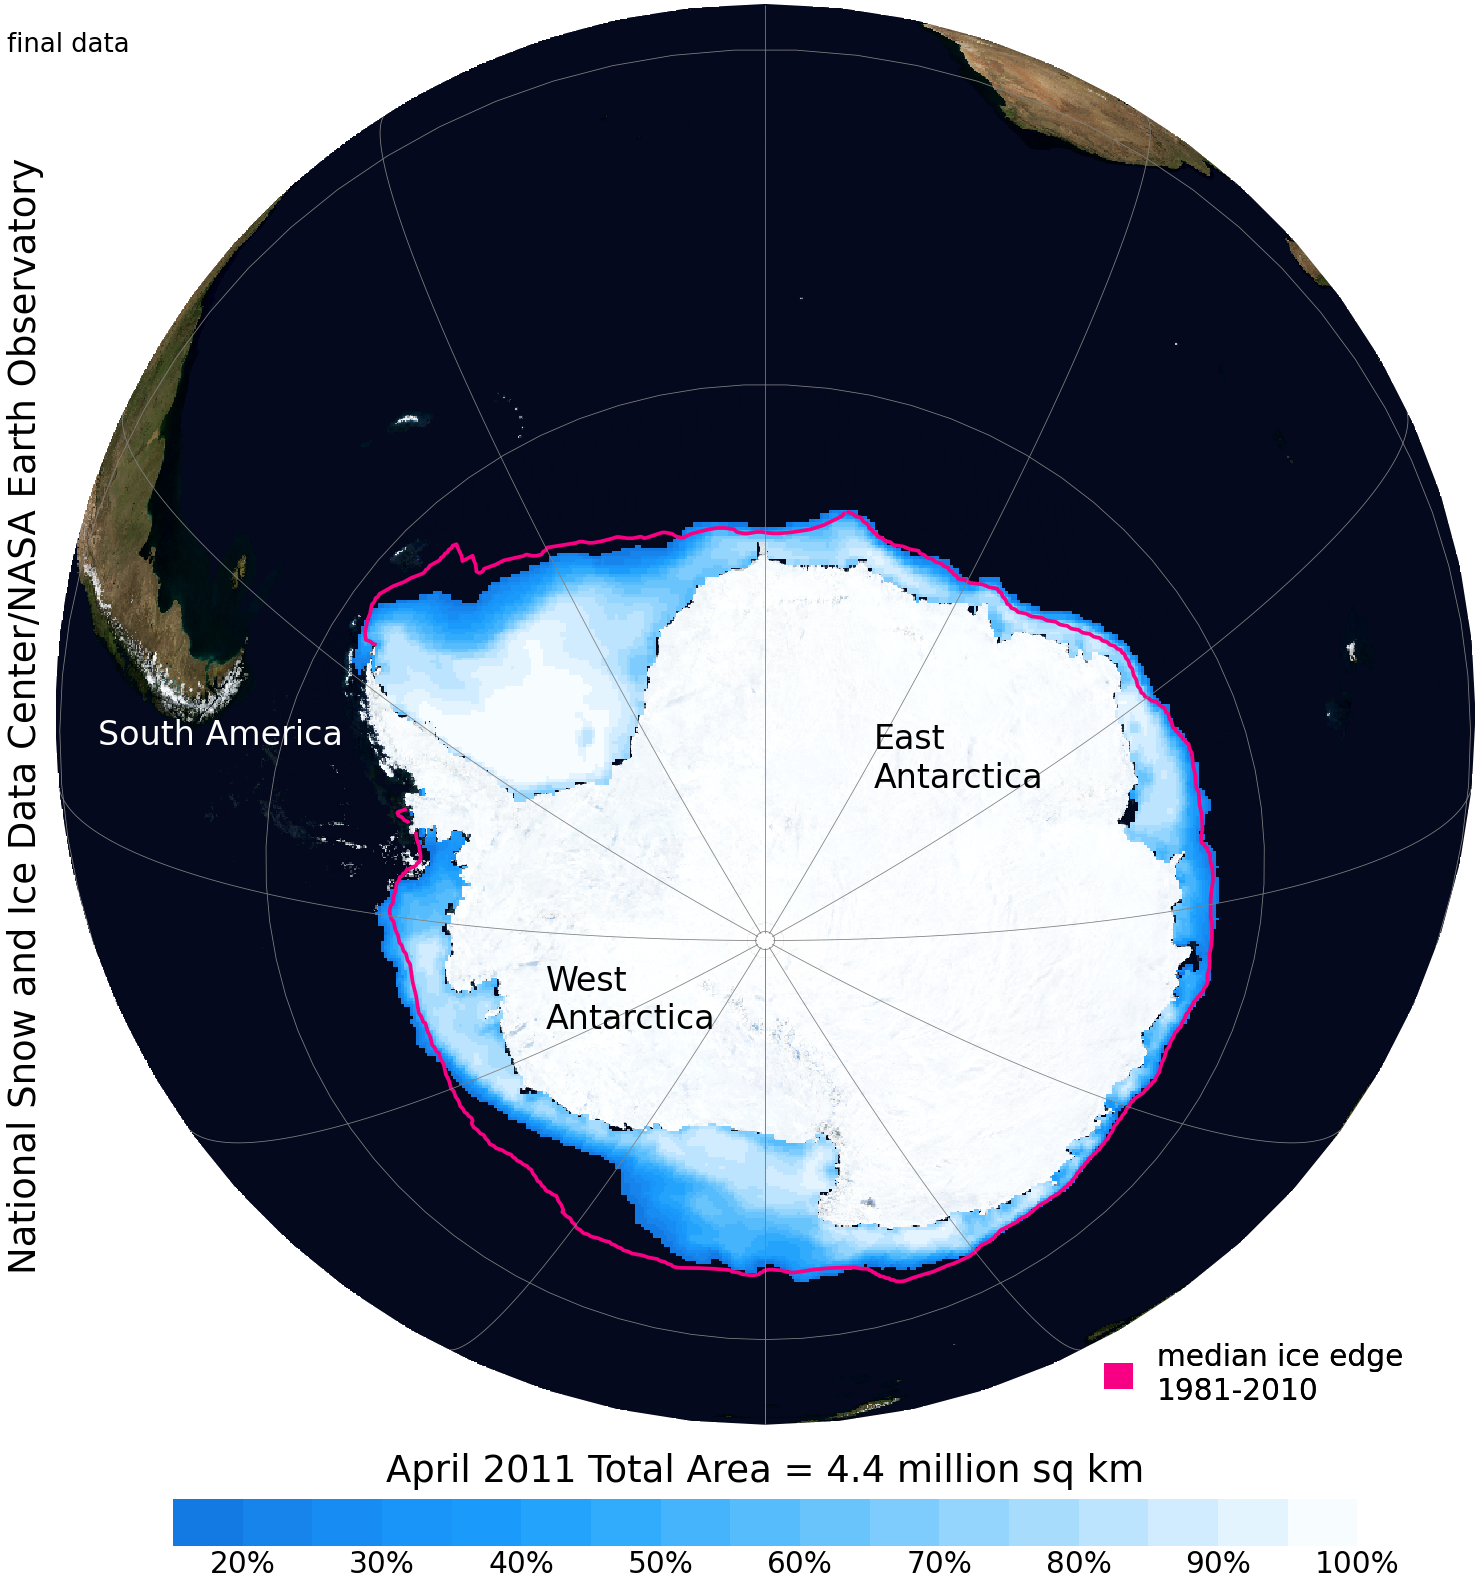 final data
National Snow and Ice Data Center/NASA Earth Observatory
South America
East
Antarctica
West
Antarctica
median ice edge
1981-2010
April 2011 Total Area = 4.4 million sq km
20% 30% 40% 50% 60% 70% 80% 90% 100%